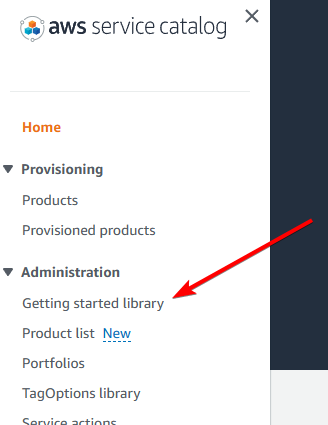 aws service catalog
Home
Provisioning
Products
Provisioned products
Administration
Getting started library
Product list New
Portfolios
TagOptions library
Service actions